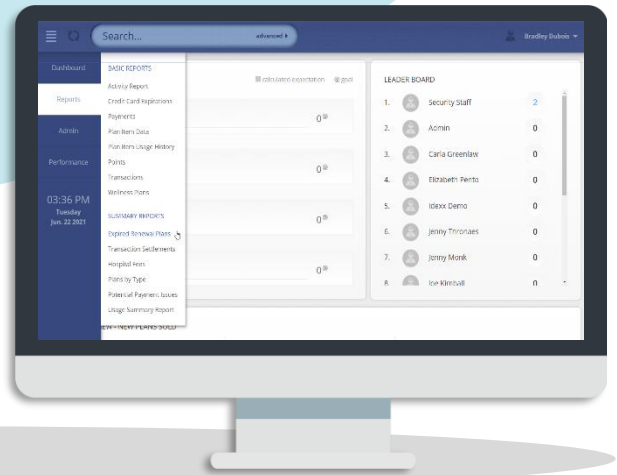 Search...
advanced
Bradley Dubois
Dashboard
Reports
Admin
Performance
03:36 PM
Tuesday
Jun. 22 2021
BASIC REPORTS
Activity Report
Credit Card Expirations
Payments
Plan Item Data
Plan Item Usage History
Points
Transactions
Wellness Plans
SUMMARY REPORTS
Expired Renewal Plans
Transaction Settlements
Hospital Fees
Plans by Type
Potential Payment Issues
Usage Summary Report
calculated expectation goal
0
0
0
0
LEADER BOARD
1. Security Staff 2
2. Admin 0
3. Carla Greenlaw 0
4. Elizabeth Pento 0
5. Idexx Demo 0
6. Jenny Thronaes 0
7. Jenny Monk 0
8. Joe Kimball 0
NEW PLANS SOLD